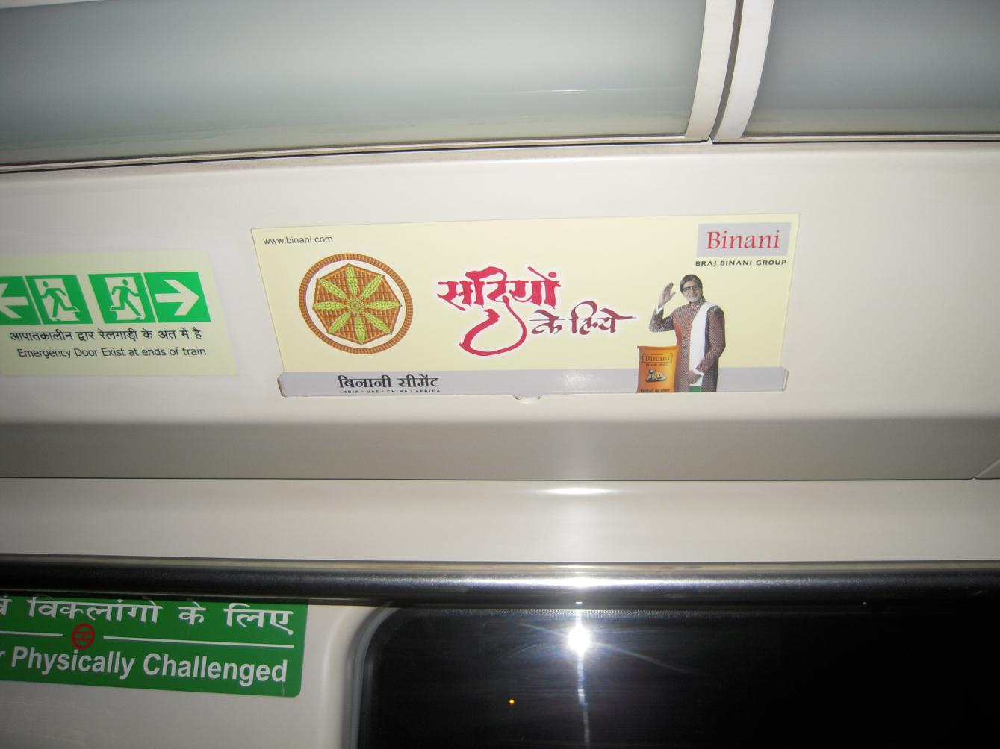 www.binani.com
Binani
BRAJ BINANI GROUP
सदियों
के लिये
Binani
बिनानी सीमेंट
INDIA • UAE • CHINA • AFRICA
आपातकालीन द्वार रेलगाड़ी के अंत में है
Emergency Door Exist at ends of train
विकलांगो के लिए
Physically Challenged